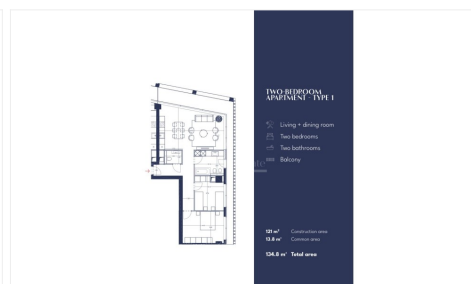 TWO-BEDROOM
APARTMENT - TYPE 1
Living + dining room
Two bedrooms
Two bathrooms
Balcony
121 m² Construction area
13.8 m² Common area
134.8 m² Total area